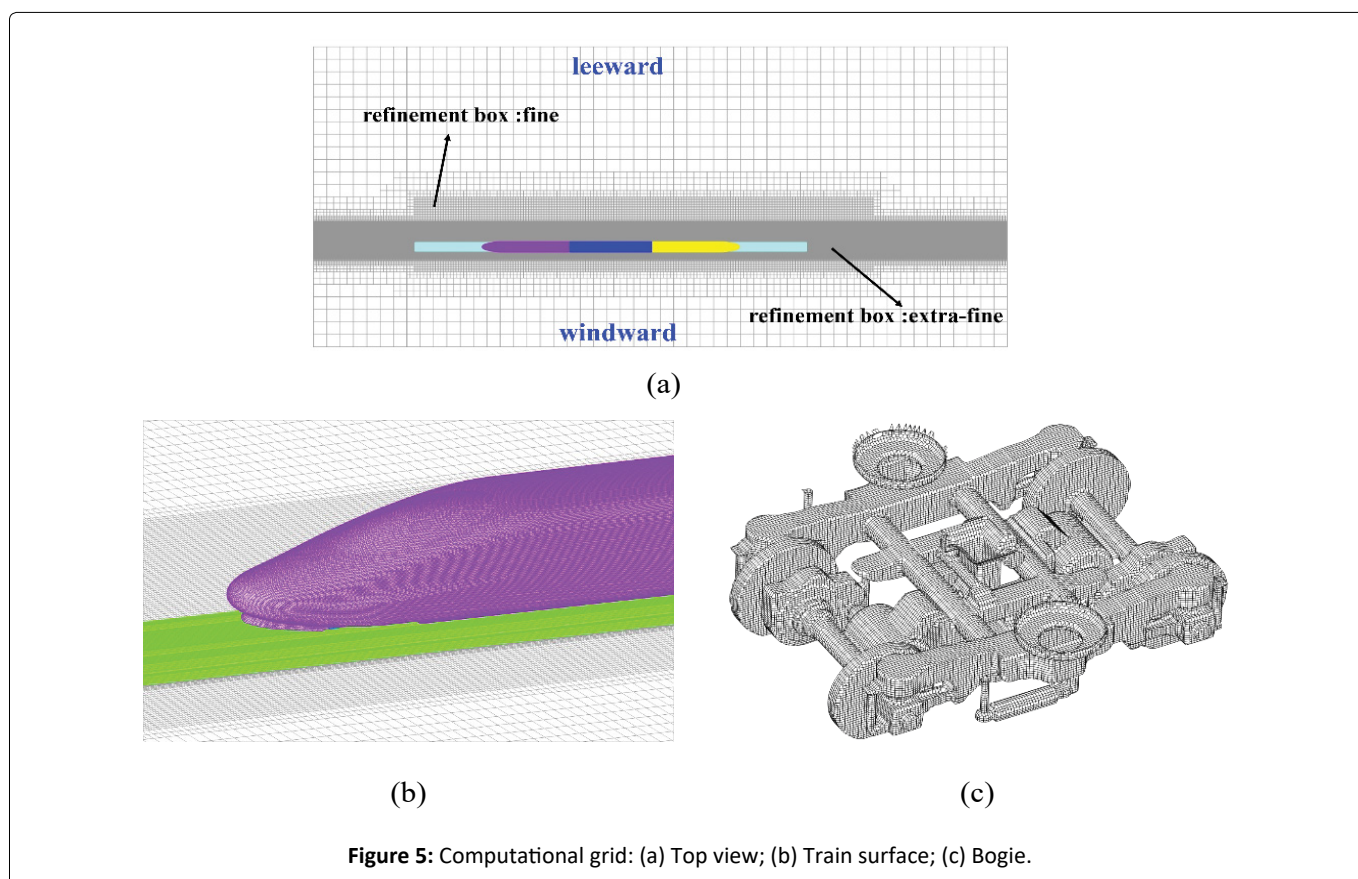 leeward
refinement box :fine
refinement box :extra-fine
windward
(a)
(b)
(c)
Figure 5: Computational grid: (a) Top view; (b) Train surface; (c) Bogie.